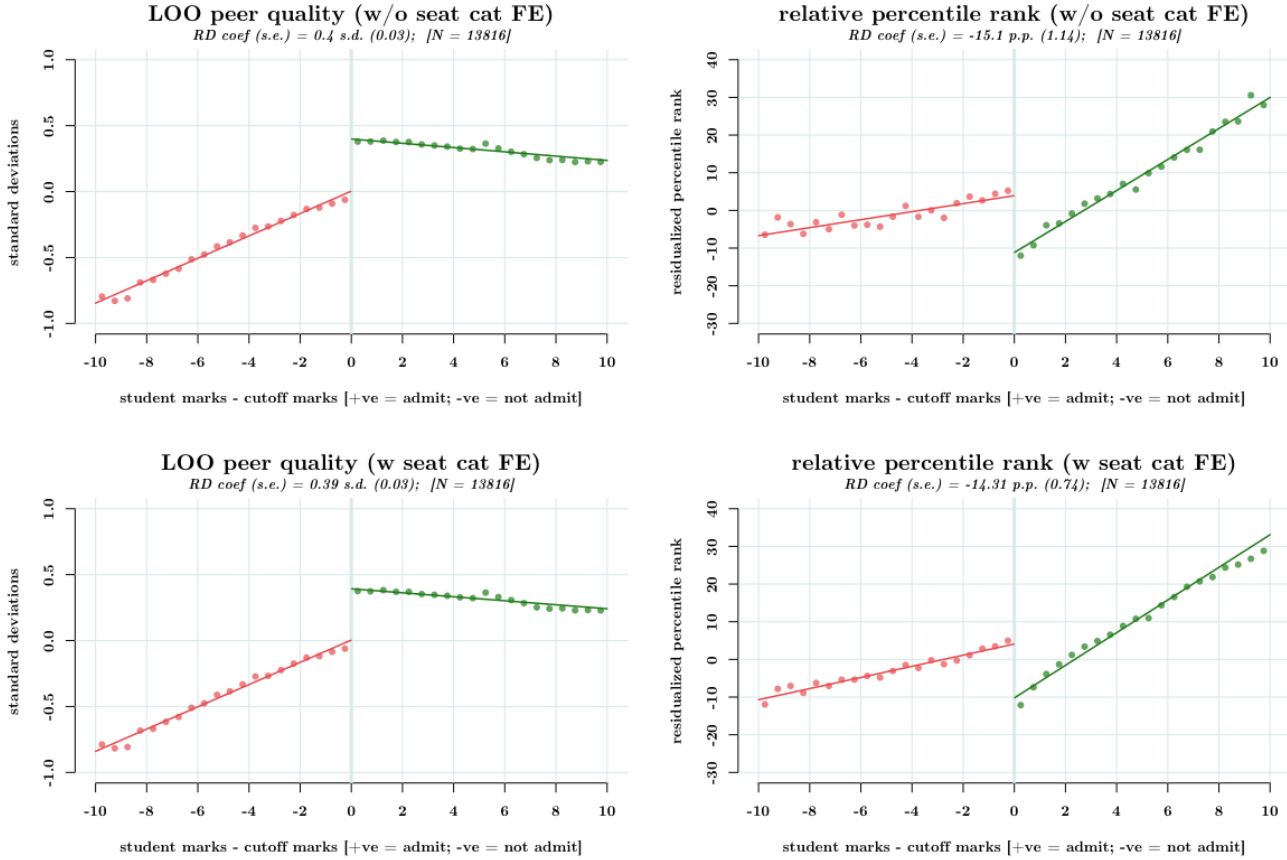 LOO peer quality (w/o seat cat FE)
RD coef (s.e.) = 0.4 s.d. (0.03);  [N = 13816]
standard deviations
1.0
0.5
0.0
-0.5
-1.0
-10 -8 -6 -4 -2 0 2 4 6 8 10
student marks - cutoff marks [+ve = admit; -ve = not admit]
relative percentile rank (w/o seat cat FE)
RD coef (s.e.) = -15.1 p.p. (1.14);  [N = 13816]
residualized percentile rank
40
30
20
10
0
-10
-20
-30
-10 -8 -6 -4 -2 0 2 4 6 8 10
student marks - cutoff marks [+ve = admit; -ve = not admit]
LOO peer quality (w seat cat FE)
RD coef (s.e.) = 0.39 s.d. (0.03);  [N = 13816]
standard deviations
1.0
0.5
0.0
-0.5
-1.0
-10 -8 -6 -4 -2 0 2 4 6 8 10
student marks - cutoff marks [+ve = admit; -ve = not admit]
relative percentile rank (w seat cat FE)
RD coef (s.e.) = -14.31 p.p. (0.74);  [N = 13816]
residualized percentile rank
40
30
20
10
0
-10
-20
-30
-10 -8 -6 -4 -2 0 2 4 6 8 10
student marks - cutoff marks [+ve = admit; -ve = not admit]